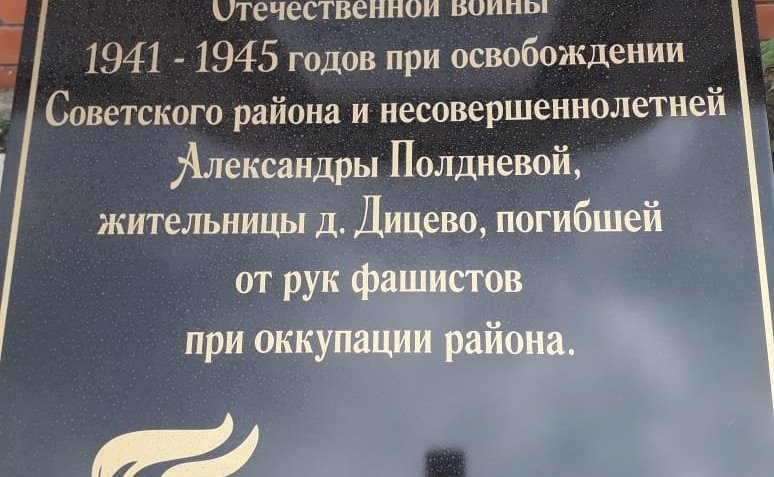 Отечественной войны
1941 - 1945 годов при освобождении
Советского района и несовершеннолетней
Александры Полдневой,
жительницы д. Дицево, погибшей
от рук фашистов
при оккупации района.